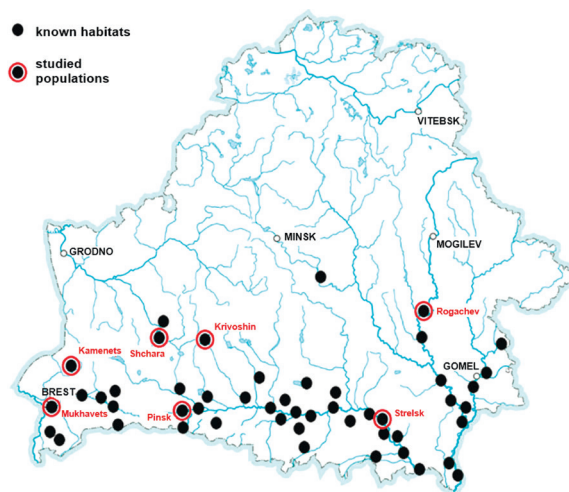 known habitats
studied
populations
VITEBSK
MINSK
MOGILEV
GRODNO
Rogachev
Krivoshin
Shchara
Kamenets
GOMEL
BREST
Mukhavets
Pinsk
Strelsk